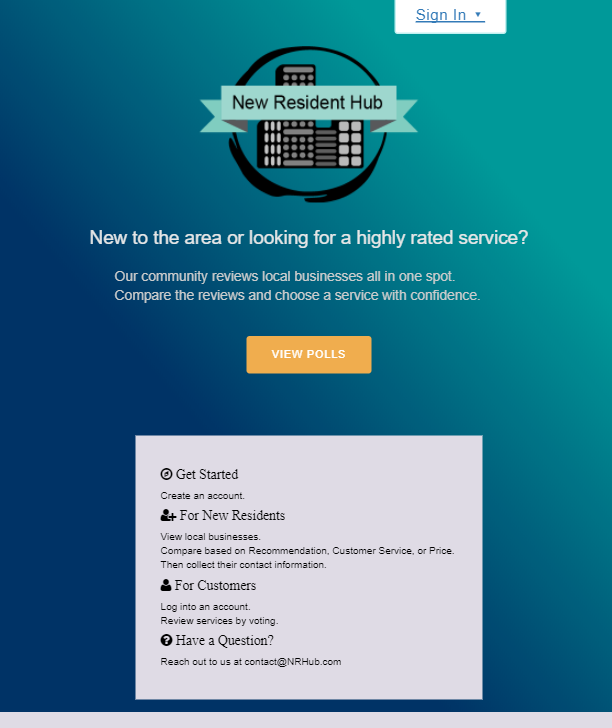 Sign In
New Resident Hub
New to the area or looking for a highly rated service?
Our community reviews local businesses all in one spot.
Compare the reviews and choose a service with confidence.
VIEW POLLS
Get Started
Create an account.
For New Residents
View local businesses.
Compare based on Recommendation, Customer Service, or Price.
Then collect their contact information.
For Customers
Log into an account.
Review services by voting.
Have a Question?
Reach out to us at contact@NRHub.com